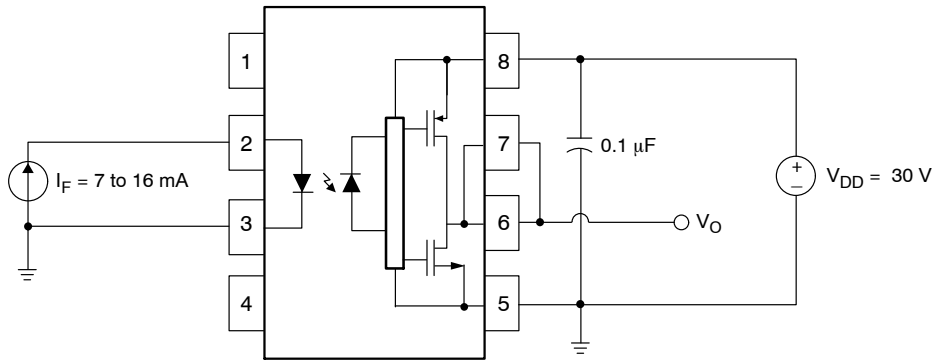 1
8
2
7
0.1 μF
I_F = 7 to 16 mA
+
–
V_DD = 30 V
3
6
V_O
4
5